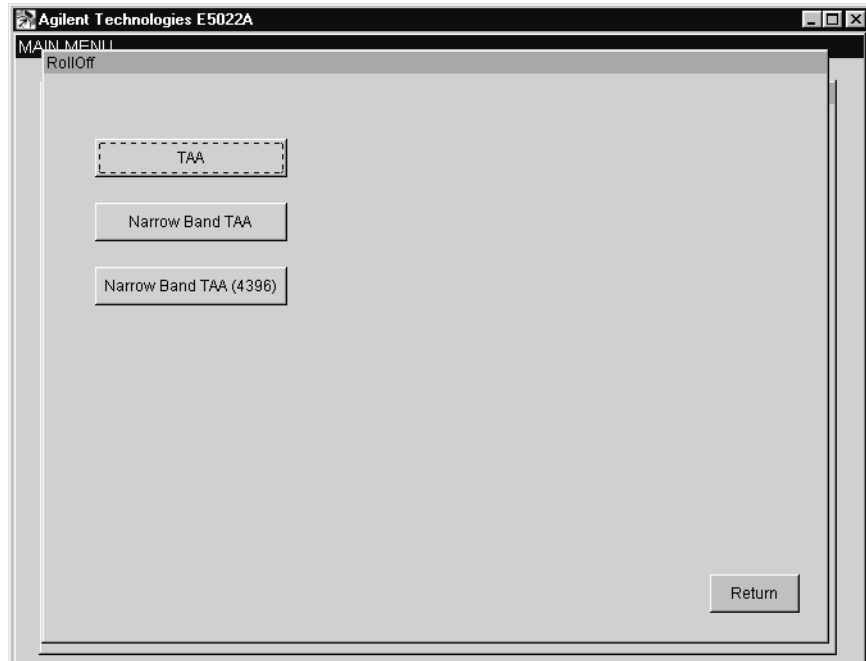 Agilent Technologies E5022A
MAIN MENU
RollOff
TAA
Narrow Band TAA
Narrow Band TAA (4396)
Return